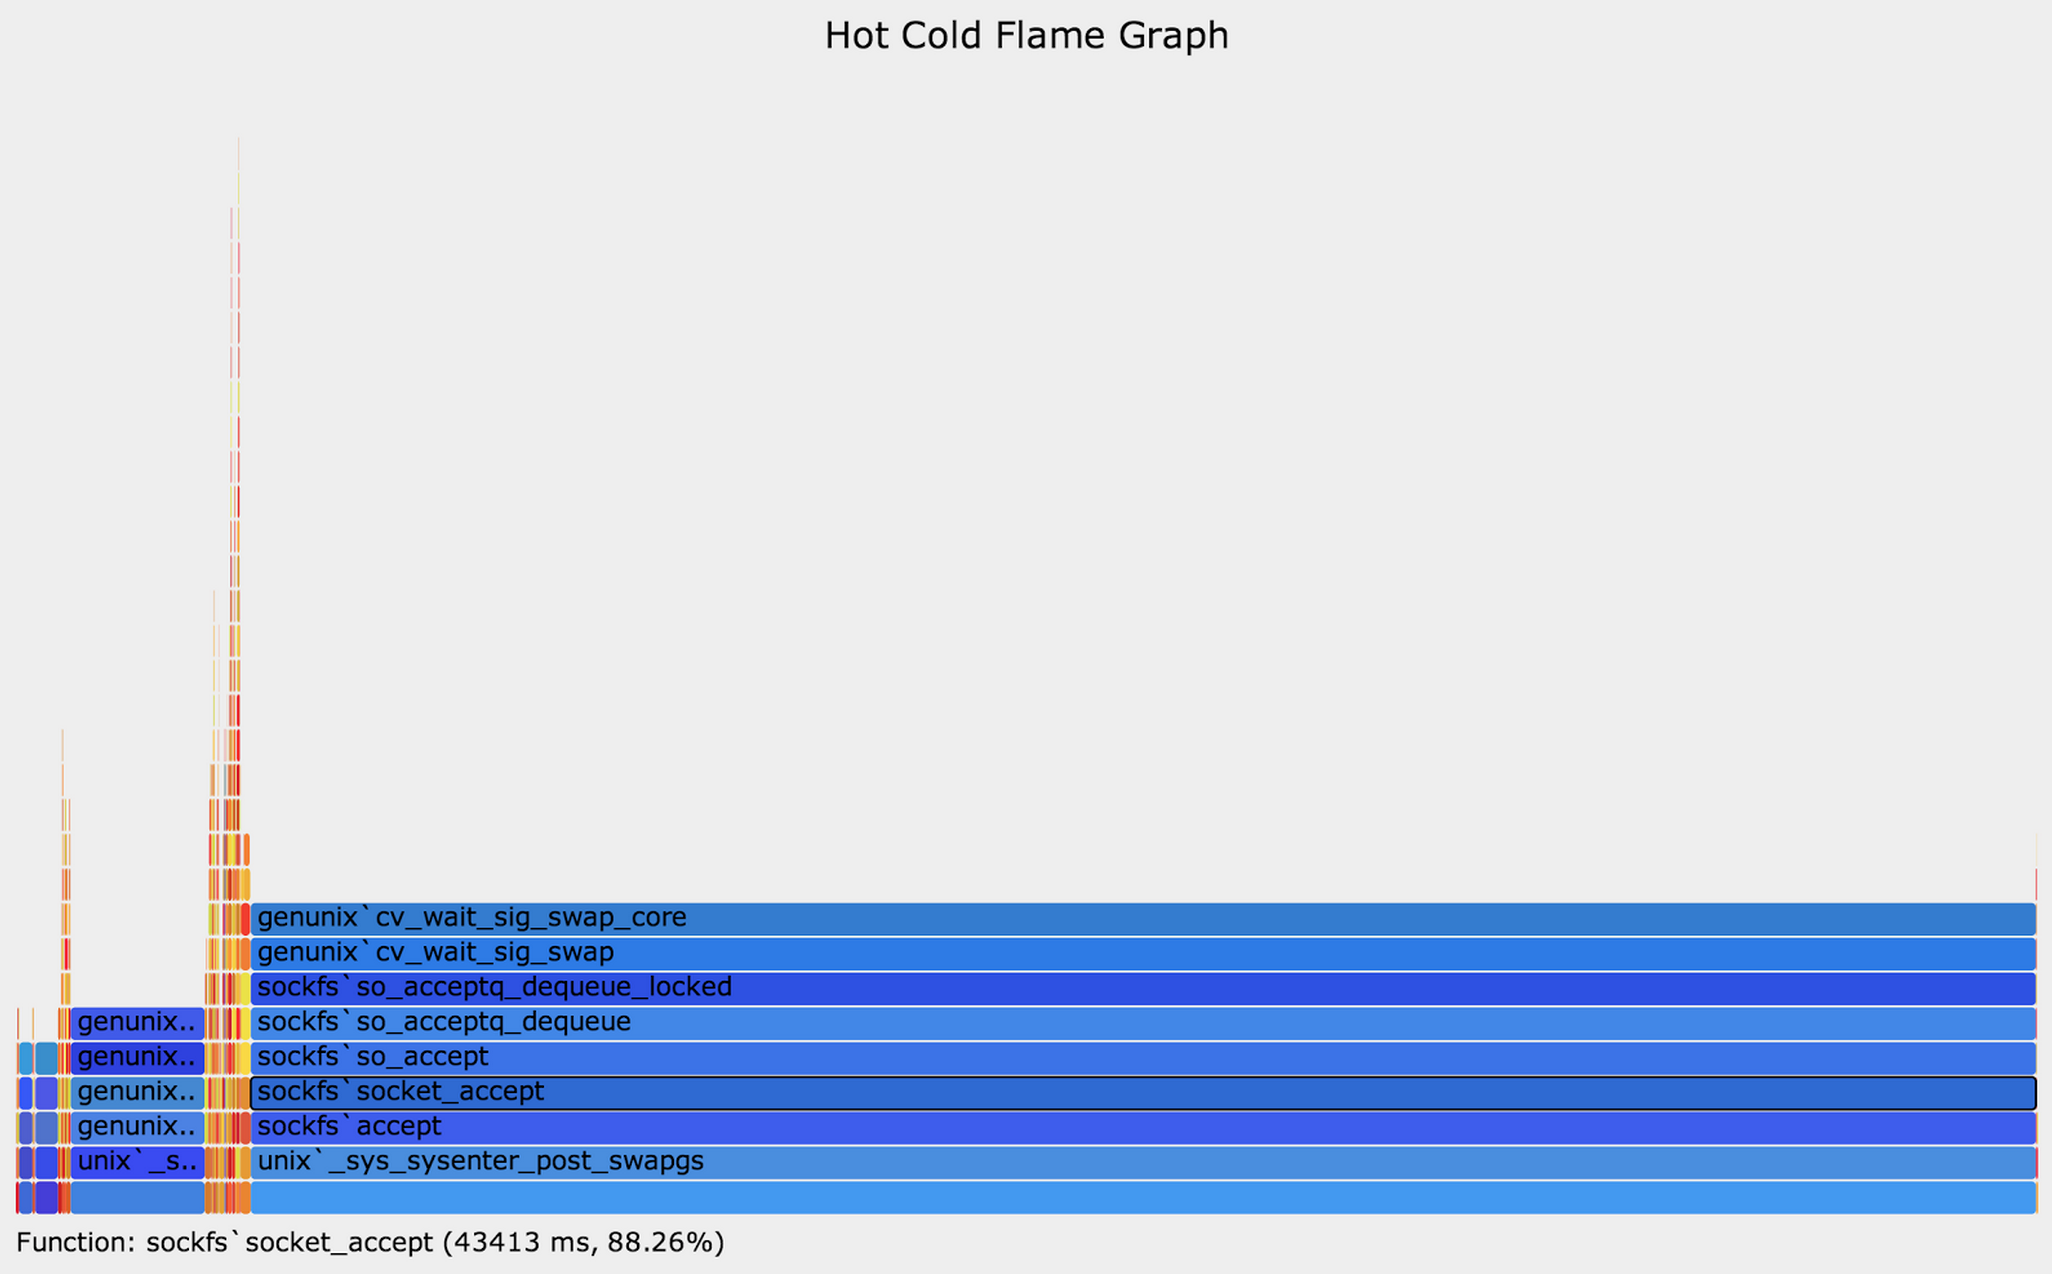 Hot Cold Flame Graph
genunix`cv_wait_sig_swap_core
genunix`cv_wait_sig_swap
sockfs`so_acceptq_dequeue_locked
genunix.. sockfs`so_acceptq_dequeue
genunix.. sockfs`so_accept
genunix.. sockfs`socket_accept
genunix.. sockfs`accept
unix`_s.. unix`_sys_sysenter_post_swapgs
Function: sockfs`socket_accept (43413 ms, 88.26%)